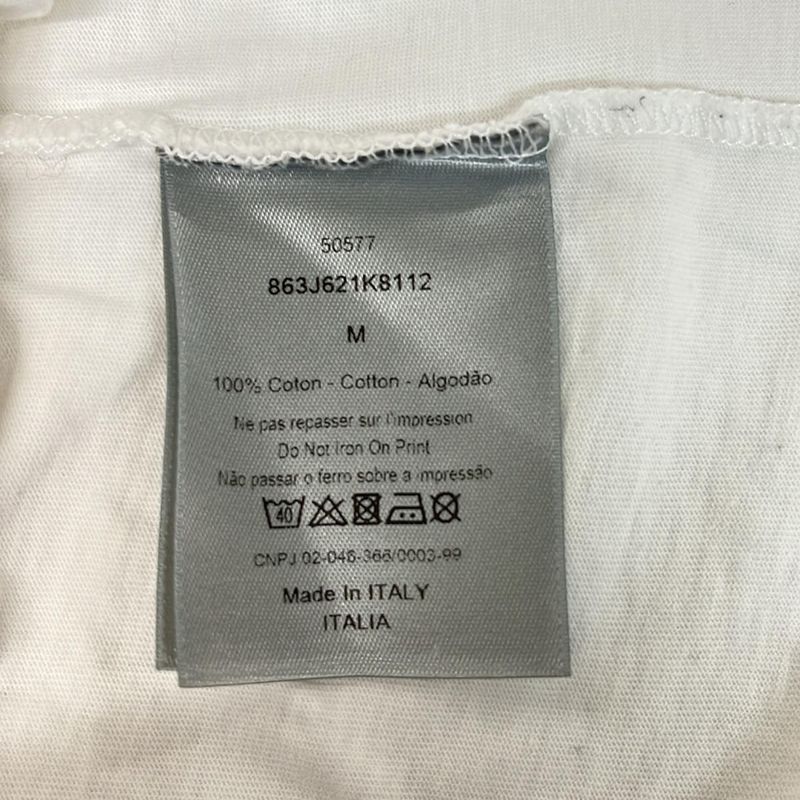 50577
863J621K8112
M
100% Coton - Cotton - Algodão
Ne pas repasser sur l'impression
Do Not Iron On Print
Não passar o ferro sobre a impressão
40
CNPJ 02-046-366/0003-99
Made In ITALY
ITALIA